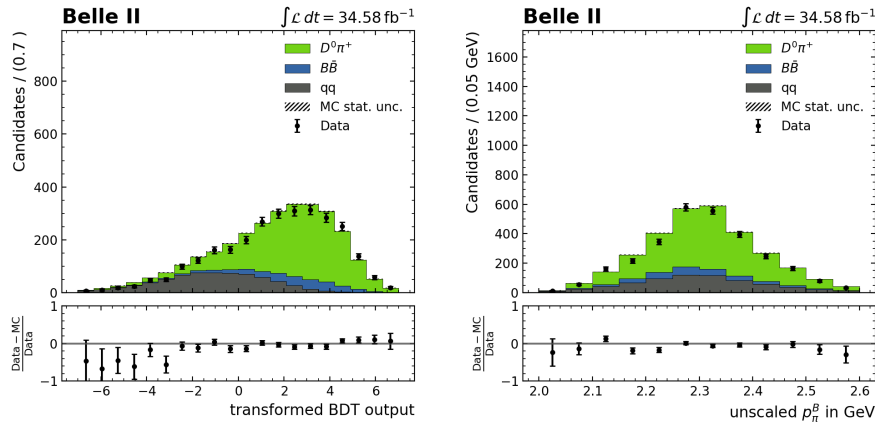 Belle II
∫ℒ dt = 34.58 fb⁻¹
Candidates / (0.7 )
800
600
400
200
0
D⁰π⁺
BB̄
qq
MC stat. unc.
Data
Data − MC
Data
1
0
−1
−6 −4 −2 0 2 4 6
transformed BDT output
Belle II
∫ℒ dt = 34.58 fb⁻¹
Candidates / (0.05 GeV)
1600
1400
1200
1000
800
600
400
200
0
D⁰π⁺
BB̄
qq
MC stat. unc.
Data
Data − MC
Data
1
0
−1
2.0 2.1 2.2 2.3 2.4 2.5 2.6
unscaled p_π^B in GeV